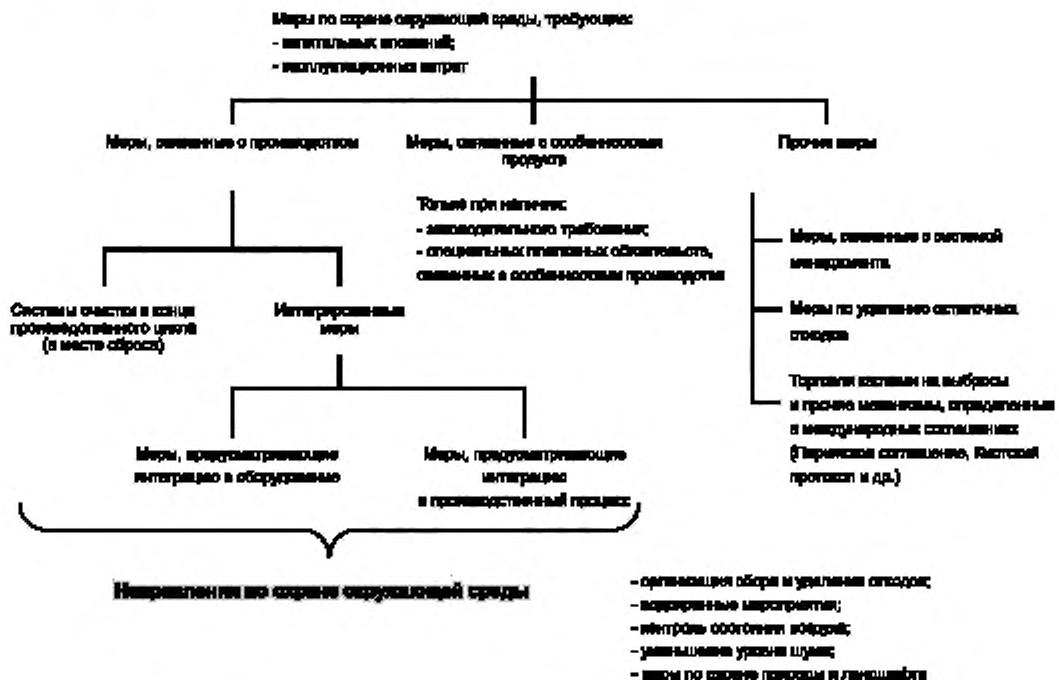 Меры по охране окружающей среды, требующие:
- капитальных вложений;
- эксплуатационных затрат
Меры, связанные с производством
Меры, связанные с особенностями
продукта
Прочие меры
Только при наличии:
- законодательного требования;
- специальных обязательств,
связанных с особенностями
Меры, связанные с системой
менеджмента
Меры по удалению остаточных
отходов
Торговля квотами на выбросы
и прочие механизмы, определенные
в международных соглашениях
(Парижское соглашение, Киотский
протокол и др.)
Системы очистки в конце
производственного цикла
(в месте сброса)
Интегрированные
меры
Меры, предусматривающие
интеграцию в оборудование
Меры, предусматривающие
интеграцию
в производственный процесс
Направления по охране окружающей среды
- организация сбора и удаления отходов;
- водоохранные мероприятия;
- контроль состояния воздуха;
- уменьшение уровня шума;
- меры по охране природы и ландшафта